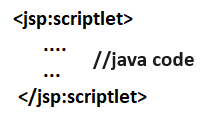 <jsp:scriptlet>
....
... //java code
</jsp:scriptlet>